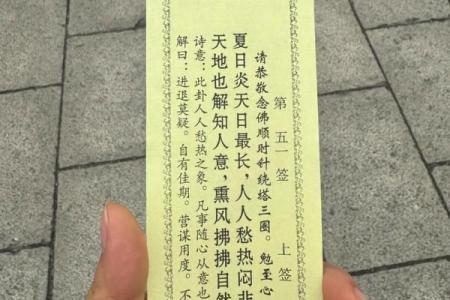 第五一签 上签
请恭敬念佛顺时针绕塔三圈。勉至心
夏日炎天日最长，人人愁热闷非
天地也解知人意，熏风拂拂自然
诗意：此卦人人愁热之象。凡事随心从意也
解曰：进退莫疑。自有佳期。营谋用度。不